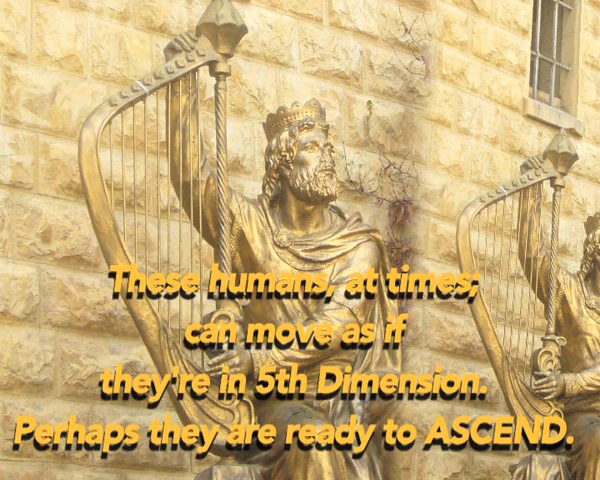 These humans, at times;
can move as if
they're in 5th Dimension.
Perhaps they are ready to ASCEND.